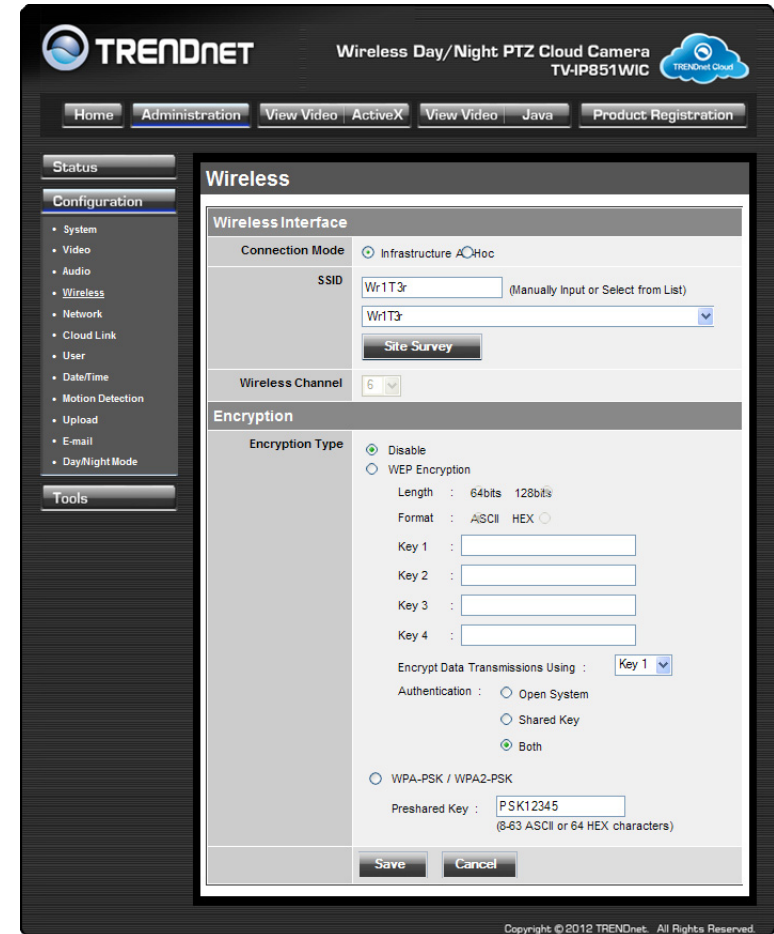 TRENDNET
Wireless Day/Night PTZ Cloud Camera
TV-IP851WIC
TRENDnet Cloud
Home Administration View Video ActiveX View Video Java Product Registration
Status
Configuration
• System
• Video
• Audio
• Wireless
• Network
• Cloud Link
• User
• Date/Time
• Motion Detection
• Upload
• E-mail
• Day/Night Mode
Tools
Wireless
Wireless Interface
Connection Mode Infrastructure Ad-Hoc
SSID Wr1T3r (Manually Input or Select from List)
Wr1T3r
Site Survey
Wireless Channel 6
Encryption
Encryption Type Disable
WEP Encryption
Length : 64bits 128bits
Format : ASCII HEX
Key 1 :
Key 2 :
Key 3 :
Key 4 :
Encrypt Data Transmissions Using : Key 1
Authentication : Open System
Shared Key
Both
WPA-PSK / WPA2-PSK
Preshared Key : PSK12345
(8-63 ASCII or 64 HEX characters)
Save Cancel
Copyright © 2012 TRENDnet. All Rights Reserved.